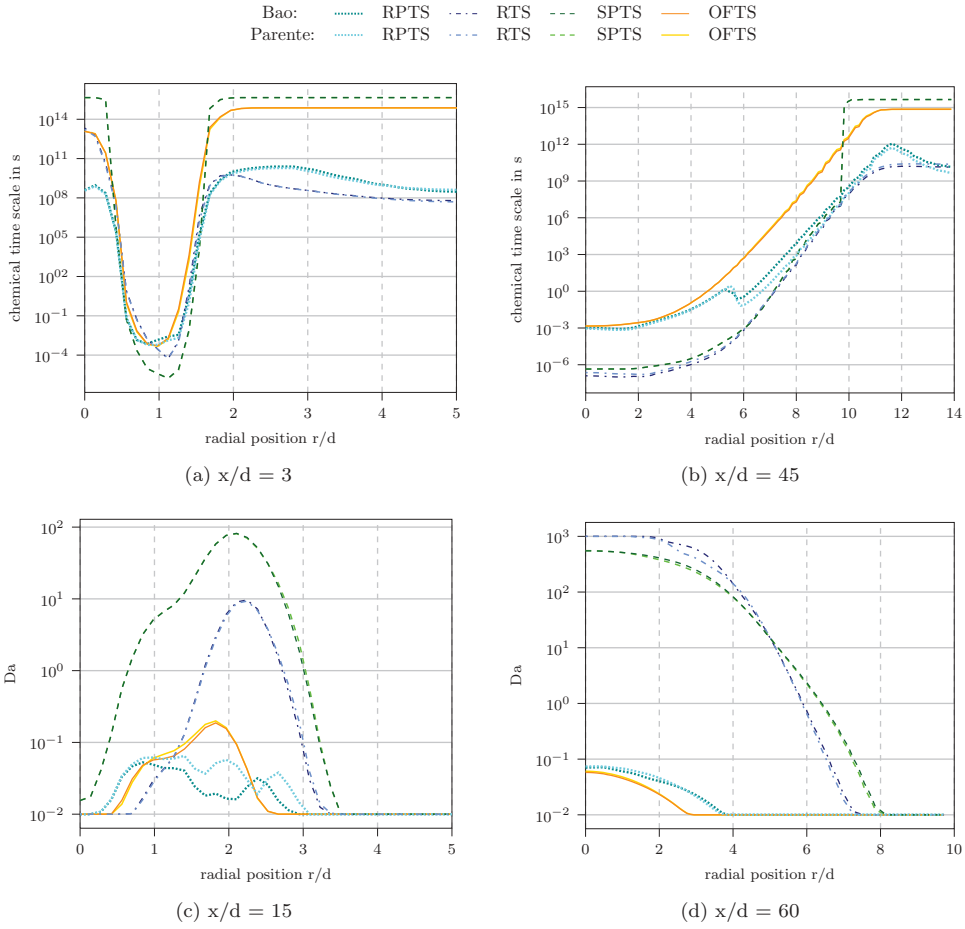 Bao: RPTS RTS SPTS OFTS
Parente: RPTS RTS SPTS OFTS
chemical time scale in s
10^14
10^11
10^8
10^5
10^2
10^−1
10^−4
0 1 2 3 4 5
radial position r/d
(a) x/d = 3
chemical time scale in s
10^15
10^12
10^9
10^6
10^3
10^0
10^−3
10^−6
0 2 4 6 8 10 12 14
radial position r/d
(b) x/d = 45
Da
10^2
10^1
10^0
10^−1
10^−2
0 1 2 3 4 5
radial position r/d
(c) x/d = 15
Da
10^3
10^2
10^1
10^0
10^−1
10^−2
0 2 4 6 8 10
radial position r/d
(d) x/d = 60